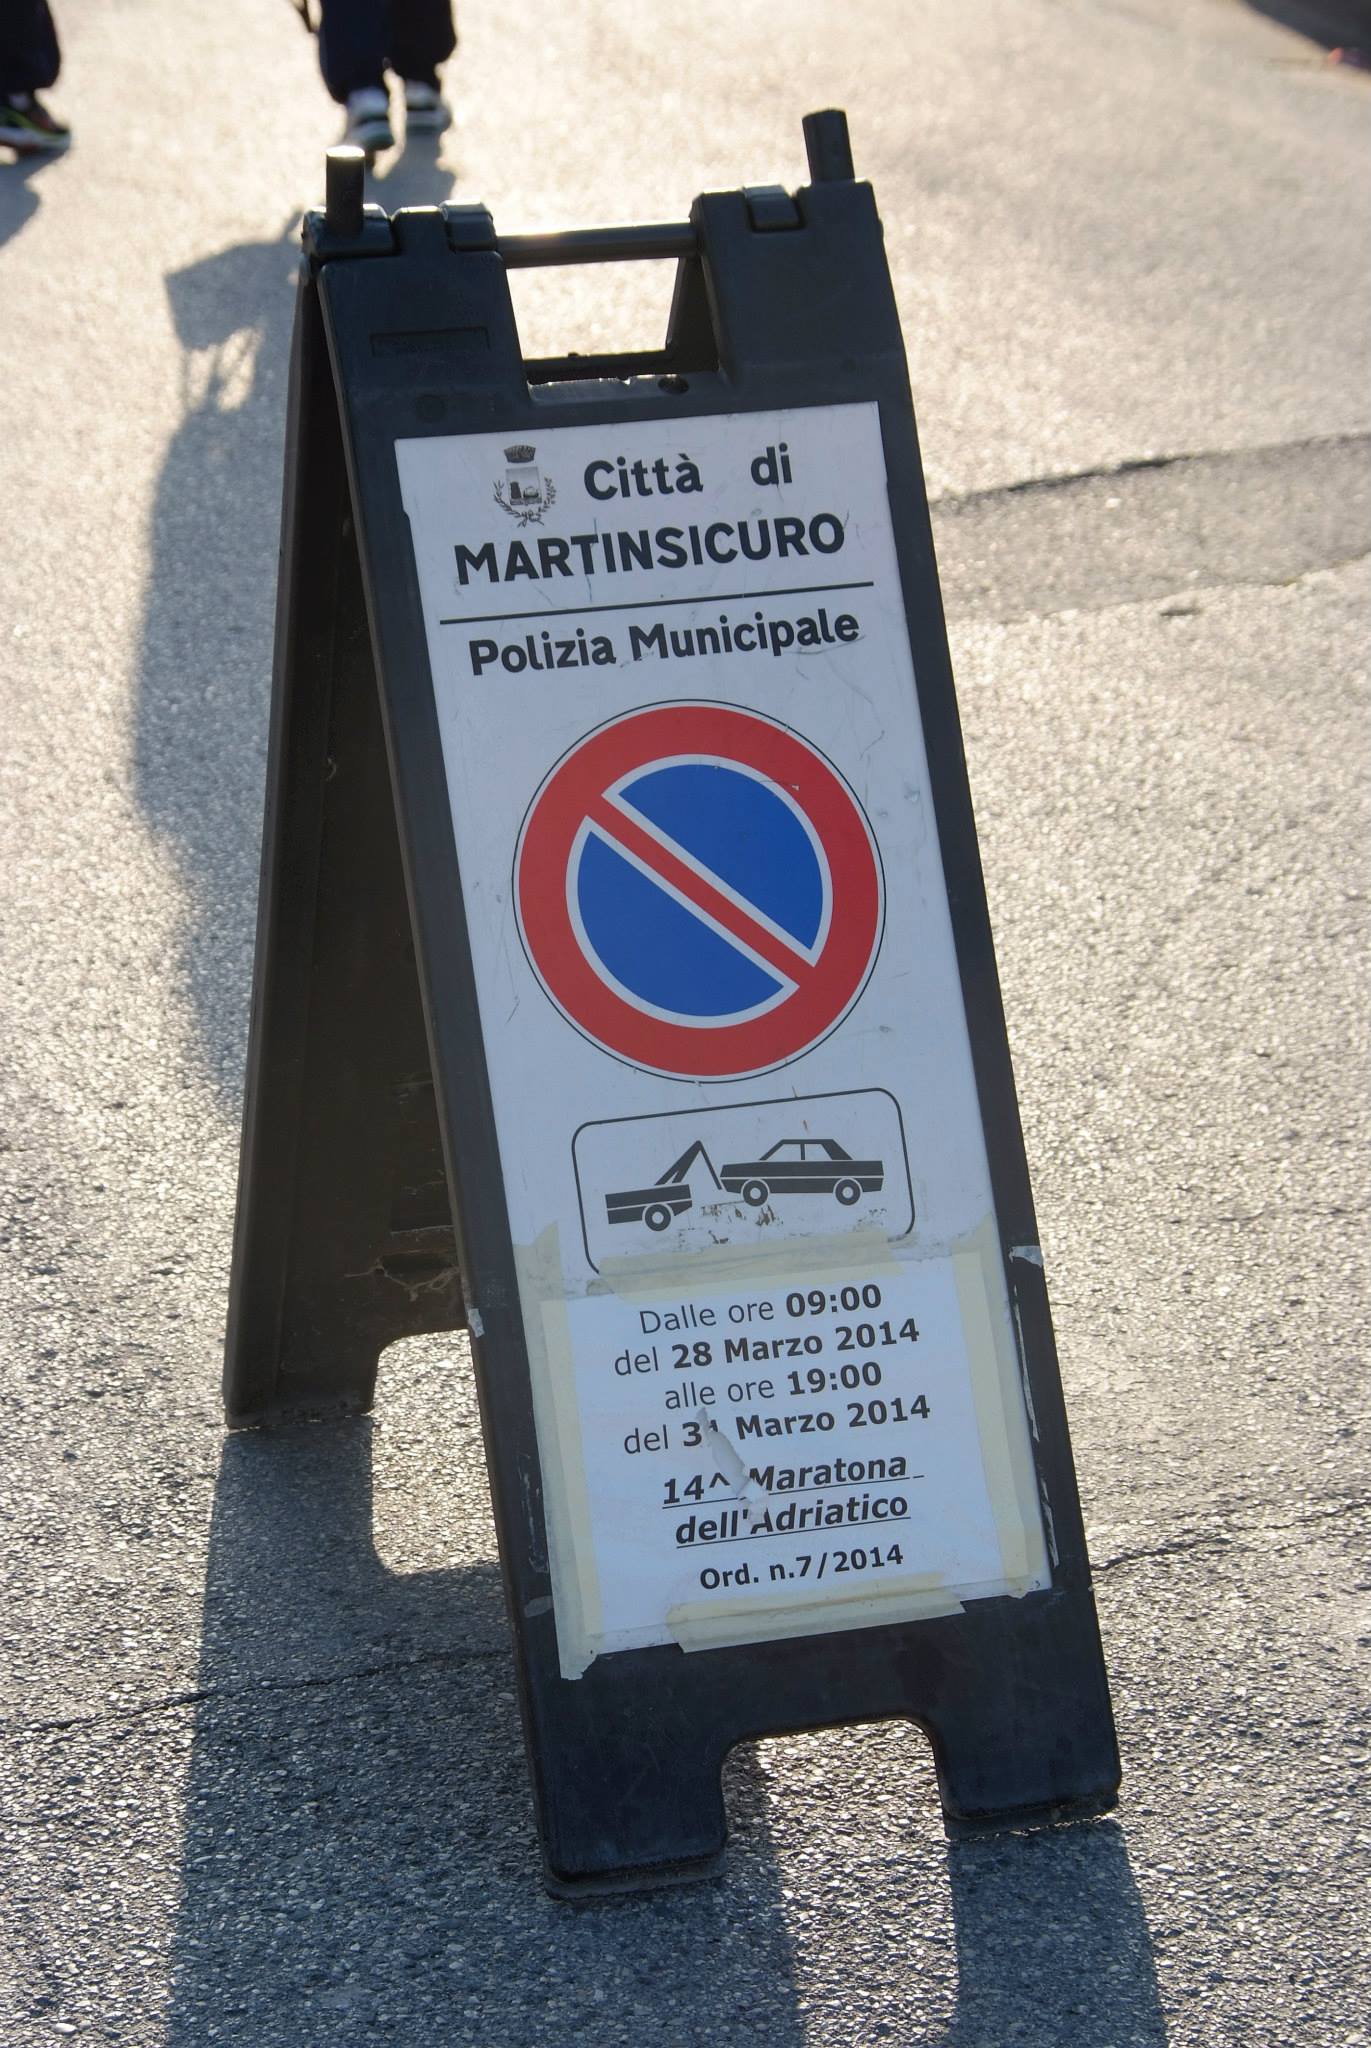 Città di
MARTINSICURO
Polizia Municipale
Dalle ore 09:00
del 28 Marzo 2014
alle ore 19:00
del 31 Marzo 2014
14^ Maratona
dell'Adriatico
Ord. n.7/2014